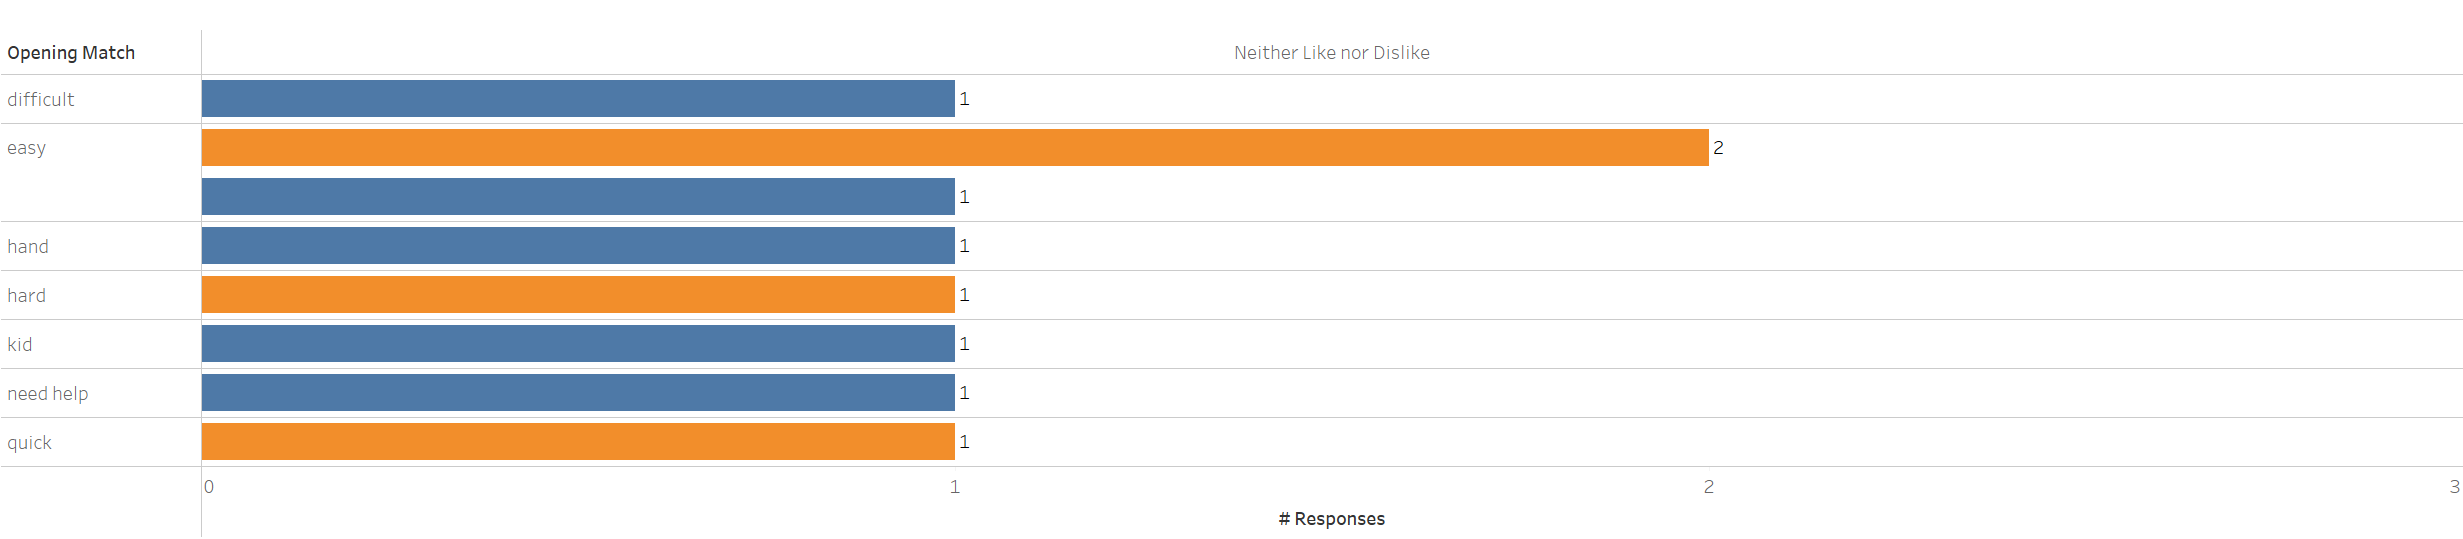 Opening Match
Neither Like nor Dislike
difficult 1
easy 2
1
hand 1
hard 1
kid 1
need help 1
quick 1
0 1 2 3
# Responses